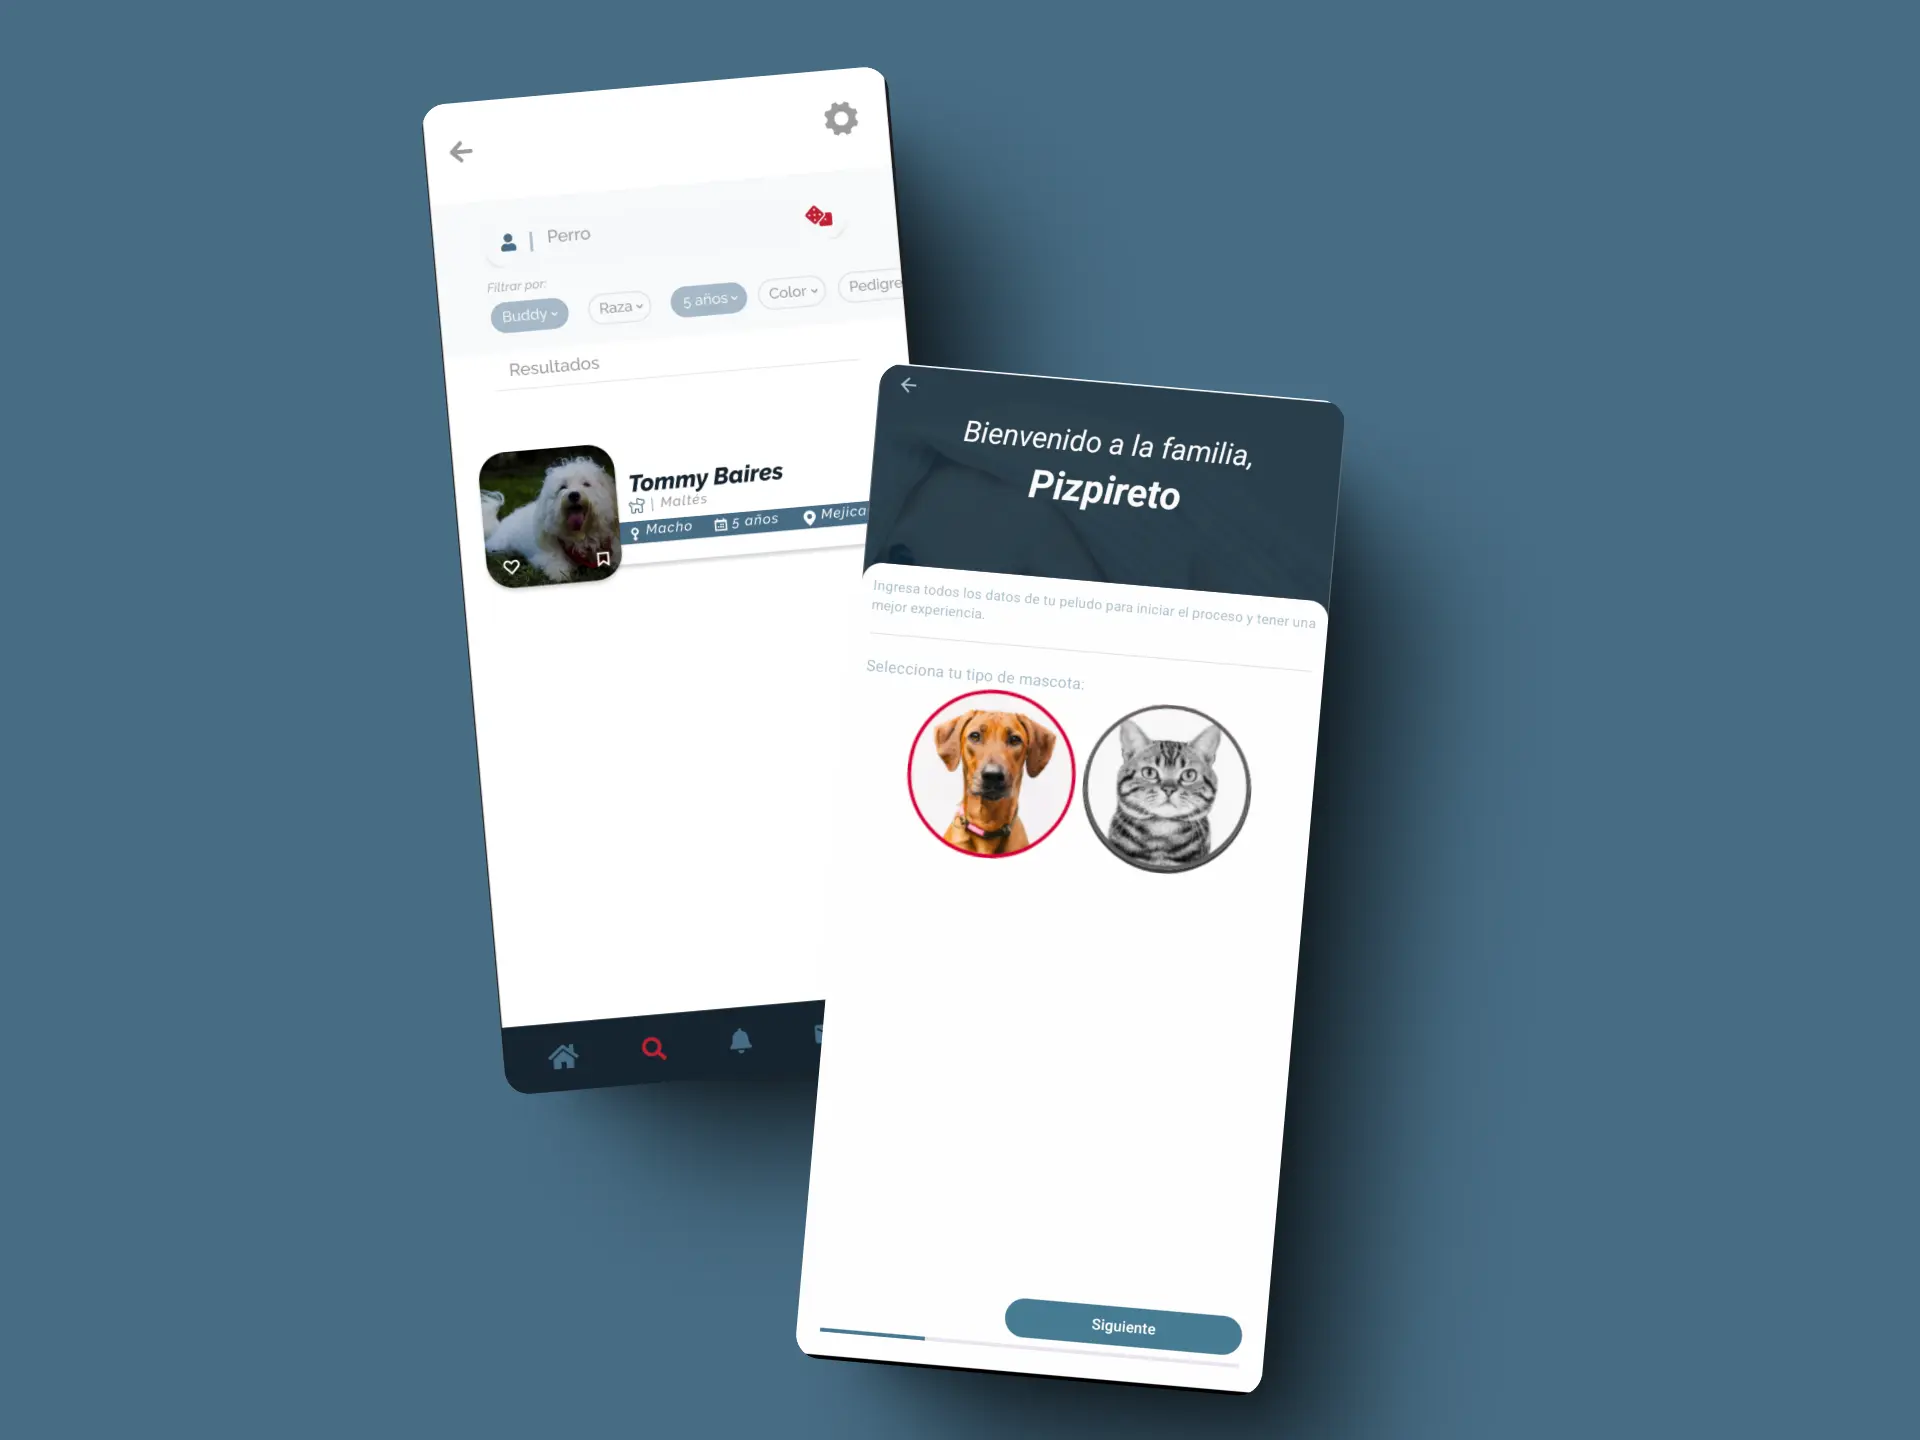 Perro
Filtrar por:
Buddy Raza 5 años Color Pedigre
Resultados
Tommy Baires
| Maltés
Macho 5 años Mejica
Bienvenido a la familia,
Pizpireto
Ingresa todos los datos de tu peludo para iniciar el proceso y tener una
mejor experiencia.
Selecciona tu tipo de mascota:
Siguiente